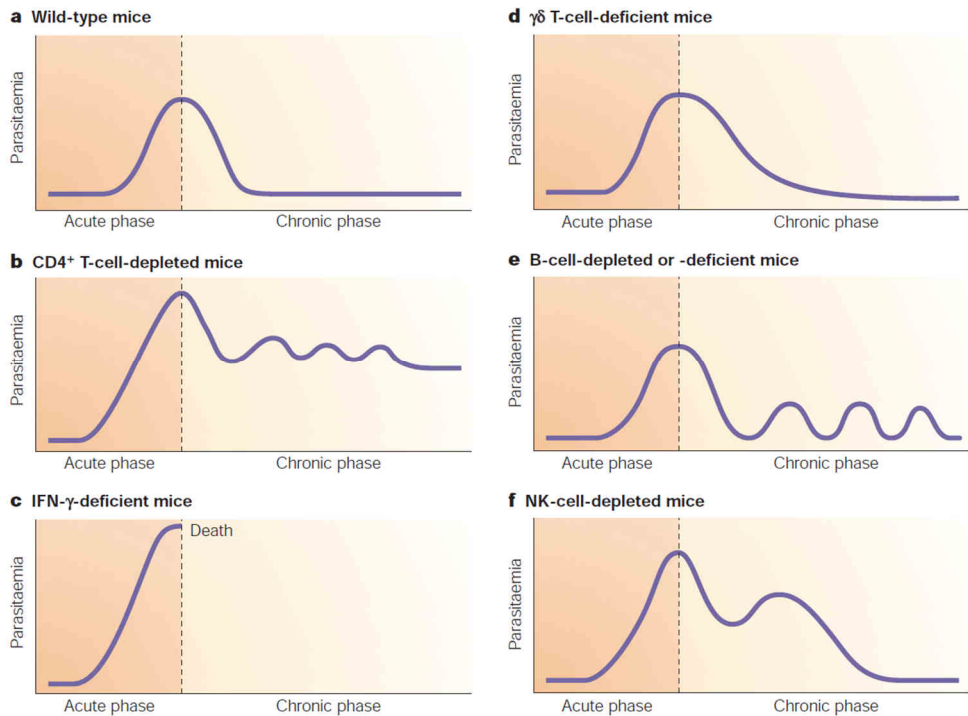 a Wild-type mice
Parasitaemia
Acute phase
Chronic phase
b CD4⁺ T-cell-depleted mice
Parasitaemia
Acute phase
Chronic phase
c IFN-γ-deficient mice
Death
Parasitaemia
Acute phase
Chronic phase
d γδ T-cell-deficient mice
Parasitaemia
Acute phase
Chronic phase
e B-cell-depleted or -deficient mice
Parasitaemia
Acute phase
Chronic phase
f NK-cell-depleted mice
Parasitaemia
Acute phase
Chronic phase